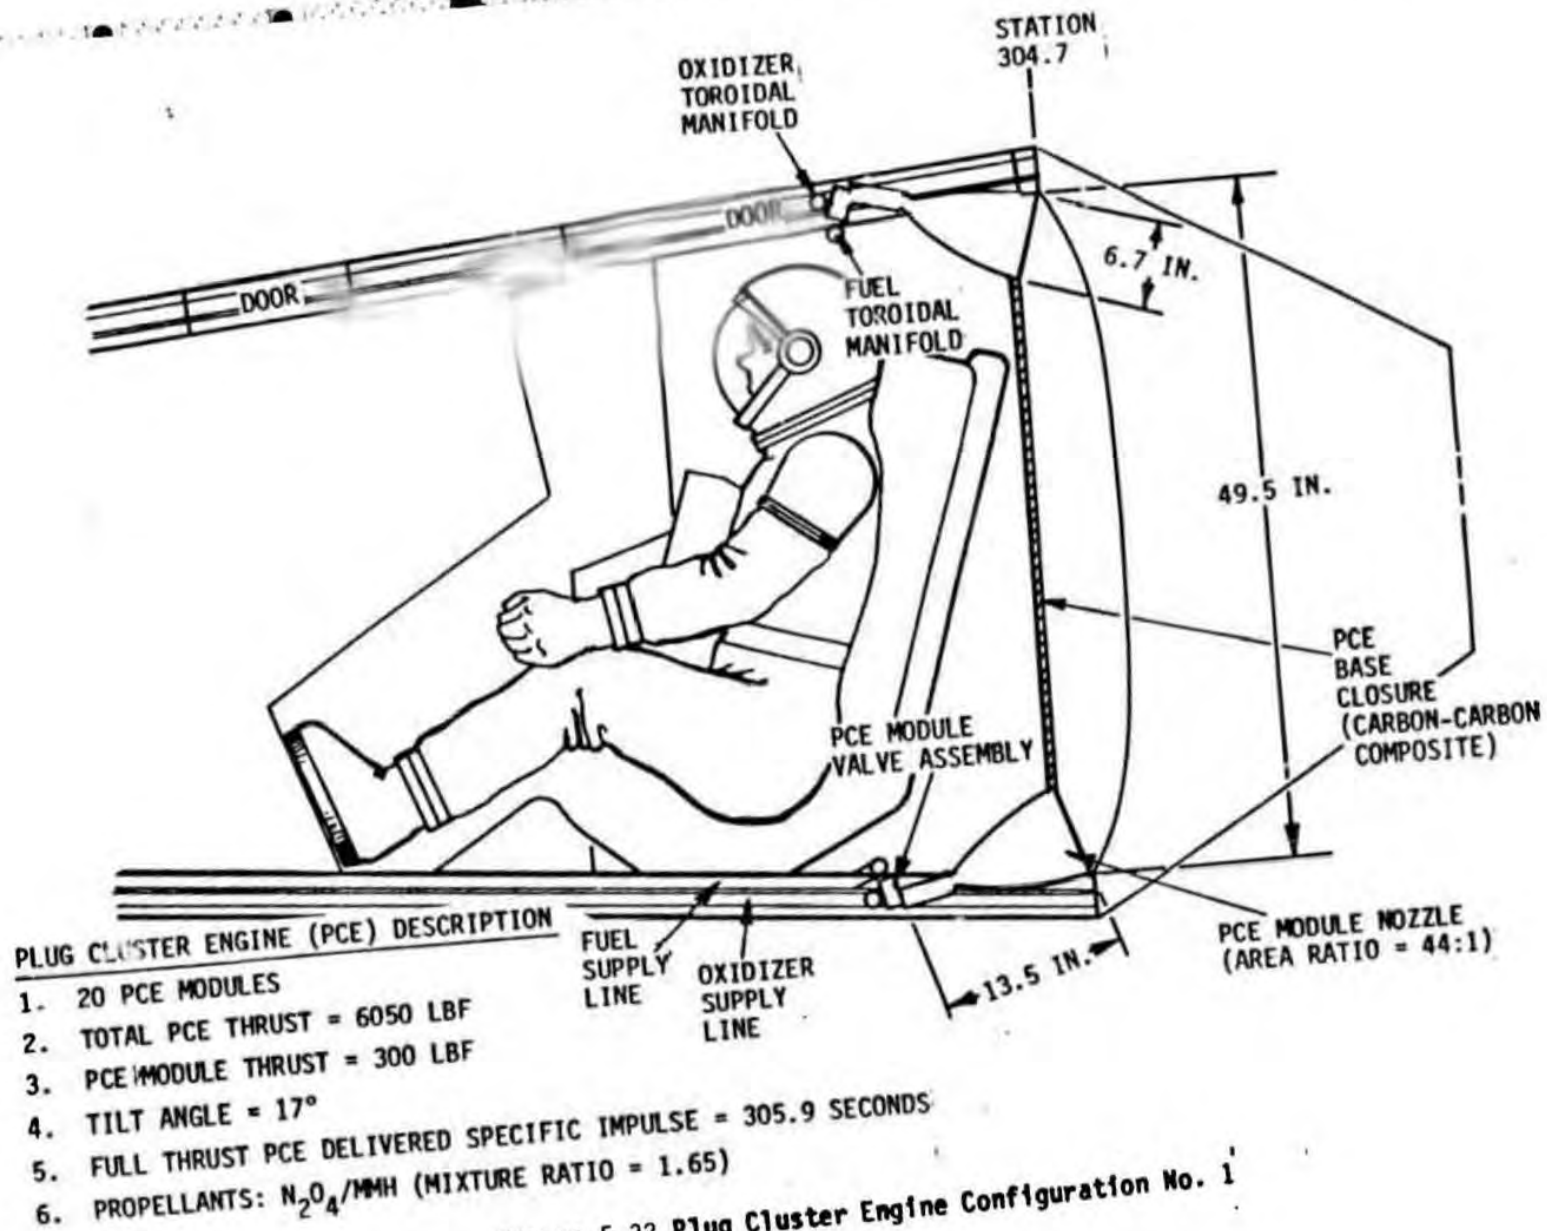 STATION
304.7
OXIDIZER
TOROIDAL
MANIFOLD
DOOR
DOOR
6.7 IN.
FUEL
TOROIDAL
MANIFOLD
49.5 IN.
PCE
BASE
CLOSURE
(CARBON-CARBON
COMPOSITE)
PCE MODULE
VALVE ASSEMBLY
PCE MODULE NOZZLE
(AREA RATIO = 44:1)
13.5 IN.
FUEL
SUPPLY
LINE
OXIDIZER
SUPPLY
LINE
PLUG CLUSTER ENGINE (PCE) DESCRIPTION
1. 20 PCE MODULES
2. TOTAL PCE THRUST = 6050 LBF
3. PCE MODULE THRUST = 300 LBF
4. TILT ANGLE = 17°
5. FULL THRUST PCE DELIVERED SPECIFIC IMPULSE = 305.9 SECONDS
6. PROPELLANTS: N2O4/MMH (MIXTURE RATIO = 1.65)
Plug Cluster Engine Configuration No. 1